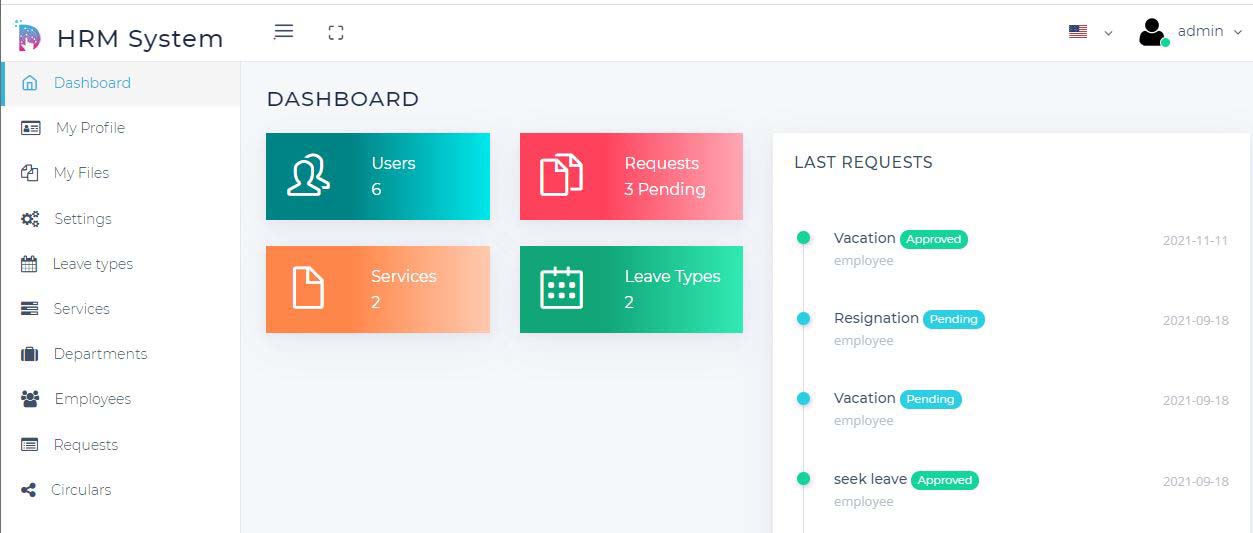 HRM System
admin
Dashboard
My Profile
My Files
Settings
Leave types
Services
Departments
Employees
Requests
Circulars
DASHBOARD
Users
6
Requests
3 Pending
Services
2
Leave Types
2
LAST REQUESTS
Vacation Approved 2021-11-11
employee
Resignation Pending 2021-09-18
employee
Vacation Pending 2021-09-18
employee
seek leave Approved 2021-09-18
employee